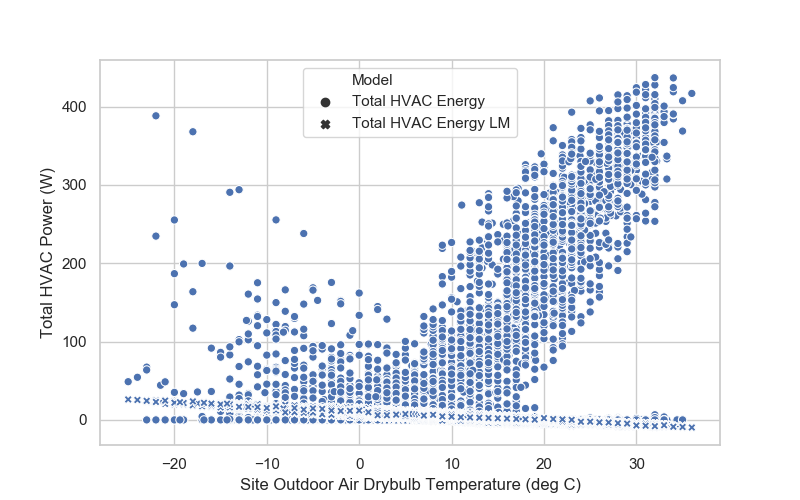 Model
Total HVAC Energy
Total HVAC Energy LM
400
300
200
100
0
Total HVAC Power (W)
−20 −10 0 10 20 30
Site Outdoor Air Drybulb Temperature (deg C)